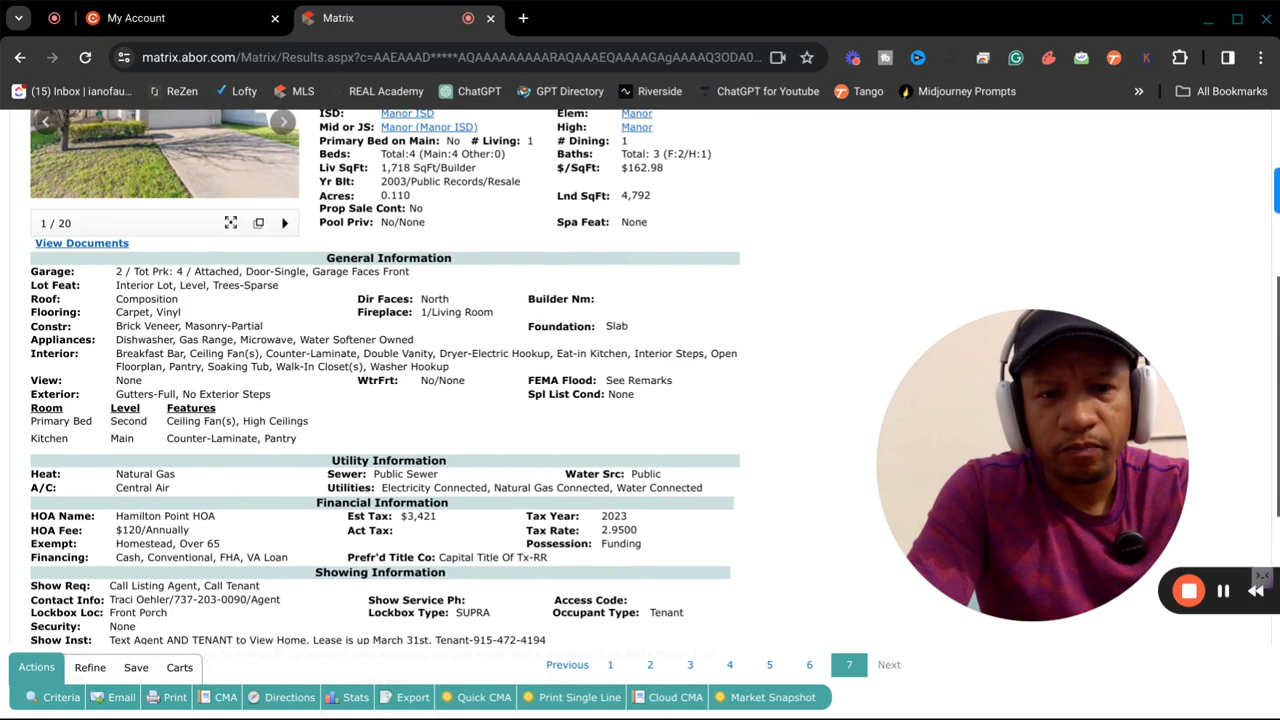 My Account
Matrix
matrix.abor.com/Matrix/Results.aspx?c=AAEAAAD*****AQAAAAAAAAARAQAAAEQAAAAGAgAAAAQ3ODA0...
(15) Inbox | ianofau... ReZen Lofty MLS REAL Academy ChatGPT GPT Directory Riverside ChatGPT for Youtube Tango Midjourney Prompts » All Bookmarks
ISD: Manor ISD Elem: Manor
Mid or JS: Manor (Manor ISD) High: Manor
Primary Bed on Main: No # Living: 1 # Dining: 1
Beds: Total:4 (Main:4 Other:0) Baths: Total: 3 (F:2/H:1)
Liv SqFt: 1,718 SqFt/Builder $/SqFt: $162.98
Yr Blt: 2003/Public Records/Resale
Acres: 0.110 Lnd SqFt: 4,792
Prop Sale Cont: No
Pool Priv: No/None Spa Feat: None
1 / 20
View Documents
General Information
Garage: 2 / Tot Prk: 4 / Attached, Door-Single, Garage Faces Front
Lot Feat: Interior Lot, Level, Trees-Sparse
Roof: Composition Dir Faces: North Builder Nm:
Flooring: Carpet, Vinyl Fireplace: 1/Living Room
Constr: Brick Veneer, Masonry-Partial Foundation: Slab
Appliances: Dishwasher, Gas Range, Microwave, Water Softener Owned
Interior: Breakfast Bar, Ceiling Fan(s), Counter-Laminate, Double Vanity, Dryer-Electric Hookup, Eat-in Kitchen, Interior Steps, Open
Floorplan, Pantry, Soaking Tub, Walk-In Closet(s), Washer Hookup
View: None WtrFrt: No/None FEMA Flood: See Remarks
Exterior: Gutters-Full, No Exterior Steps Spl List Cond: None
Room Level Features
Primary Bed Second Ceiling Fan(s), High Ceilings
Kitchen Main Counter-Laminate, Pantry
Utility Information
Heat: Natural Gas Sewer: Public Sewer Water Src: Public
A/C: Central Air Utilities: Electricity Connected, Natural Gas Connected, Water Connected
Financial Information
HOA Name: Hamilton Point HOA Est Tax: $3,421 Tax Year: 2023
HOA Fee: $120/Annually Act Tax: Tax Rate: 2.9500
Exempt: Homestead, Over 65 Possession: Funding
Financing: Cash, Conventional, FHA, VA Loan Prefr'd Title Co: Capital Title Of Tx-RR
Showing Information
Show Req: Call Listing Agent, Call Tenant
Contact Info: Traci Oehler/737-203-0090/Agent Show Service Ph: Access Code:
Lockbox Loc: Front Porch Lockbox Type: SUPRA Occupant Type: Tenant
Security: None
Show Inst: Text Agent AND TENANT to View Home. Lease is up March 31st. Tenant-915-472-4194
Actions Refine Save Carts Previous 1 2 3 4 5 6 7 Next
Criteria Email Print CMA Directions Stats Export Quick CMA Print Single Line Cloud CMA Market Snapshot